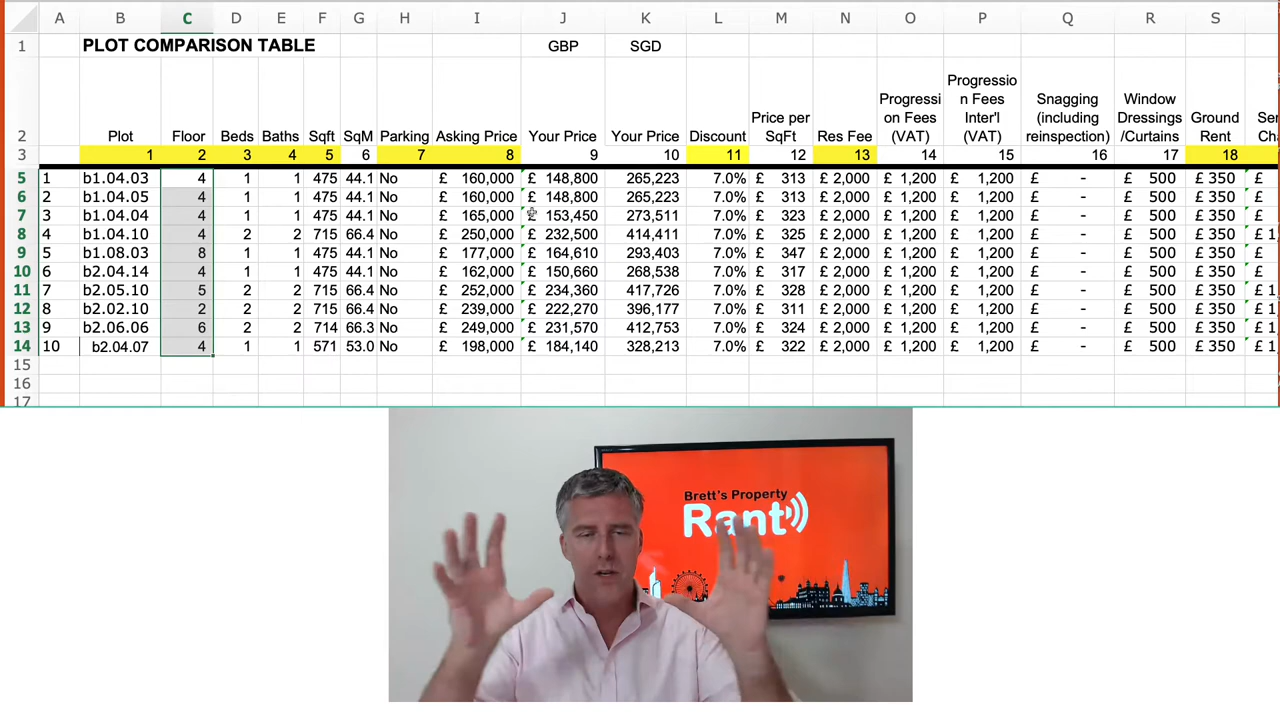 A B C D E F G H I J K L M N O P Q R S
1 PLOT COMPARISON TABLE GBP SGD
2 Plot Floor Beds Baths Sqft SqM Parking Asking Price Your Price Your Price Discount Price per SqFt Res Fee Progressi on Fees (VAT) Progressio n Fees Inter'l (VAT) Snagging (including reinspection) Window Dressings /Curtains Ground Rent Ser Ch
3 1 2 3 4 5 6 7 8 9 10 11 12 13 14 15 16 17 18
5 1 b1.04.03 4 1 1 475 44.1 No £ 160,000 £ 148,800 265,223 7.0% £ 313 £ 2,000 £ 1,200 £ 1,200 £ - £ 500 £ 350 £
6 2 b1.04.05 4 1 1 475 44.1 No £ 160,000 £ 148,800 265,223 7.0% £ 313 £ 2,000 £ 1,200 £ 1,200 £ - £ 500 £ 350 £
7 3 b1.04.04 4 1 1 475 44.1 No £ 165,000 153,450 273,511 7.0% £ 323 £ 2,000 £ 1,200 £ 1,200 £ - £ 500 £ 350 £
8 4 b1.04.10 4 2 2 715 66.4 No £ 250,000 £ 232,500 414,411 7.0% £ 325 £ 2,000 £ 1,200 £ 1,200 £ - £ 500 £ 350 £ 1,
9 5 b1.08.03 8 1 1 475 44.1 No £ 177,000 £ 164,610 293,403 7.0% £ 347 £ 2,000 £ 1,200 £ 1,200 £ - £ 500 £ 350 £
10 6 b2.04.14 4 1 1 475 44.1 No £ 162,000 £ 150,660 268,538 7.0% £ 317 £ 2,000 £ 1,200 £ 1,200 £ - £ 500 £ 350 £
11 7 b2.05.10 5 2 2 715 66.4 No £ 252,000 £ 234,360 417,726 7.0% £ 328 £ 2,000 £ 1,200 £ 1,200 £ - £ 500 £ 350 £ 1,
12 8 b2.02.10 2 2 2 715 66.4 No £ 239,000 £ 222,270 396,177 7.0% £ 311 £ 2,000 £ 1,200 £ 1,200 £ - £ 500 £ 350 £ 1,
13 9 b2.06.06 6 2 2 714 66.3 No £ 249,000 £ 231,570 412,753 7.0% £ 324 £ 2,000 £ 1,200 £ 1,200 £ - £ 500 £ 350 £ 1,
14 10 b2.04.07 4 1 1 571 53.0 No £ 198,000 £ 184,140 328,213 7.0% £ 322 £ 2,000 £ 1,200 £ 1,200 £ - £ 500 £ 350 £ 1,
15
16
17
Brett's Property
Rant